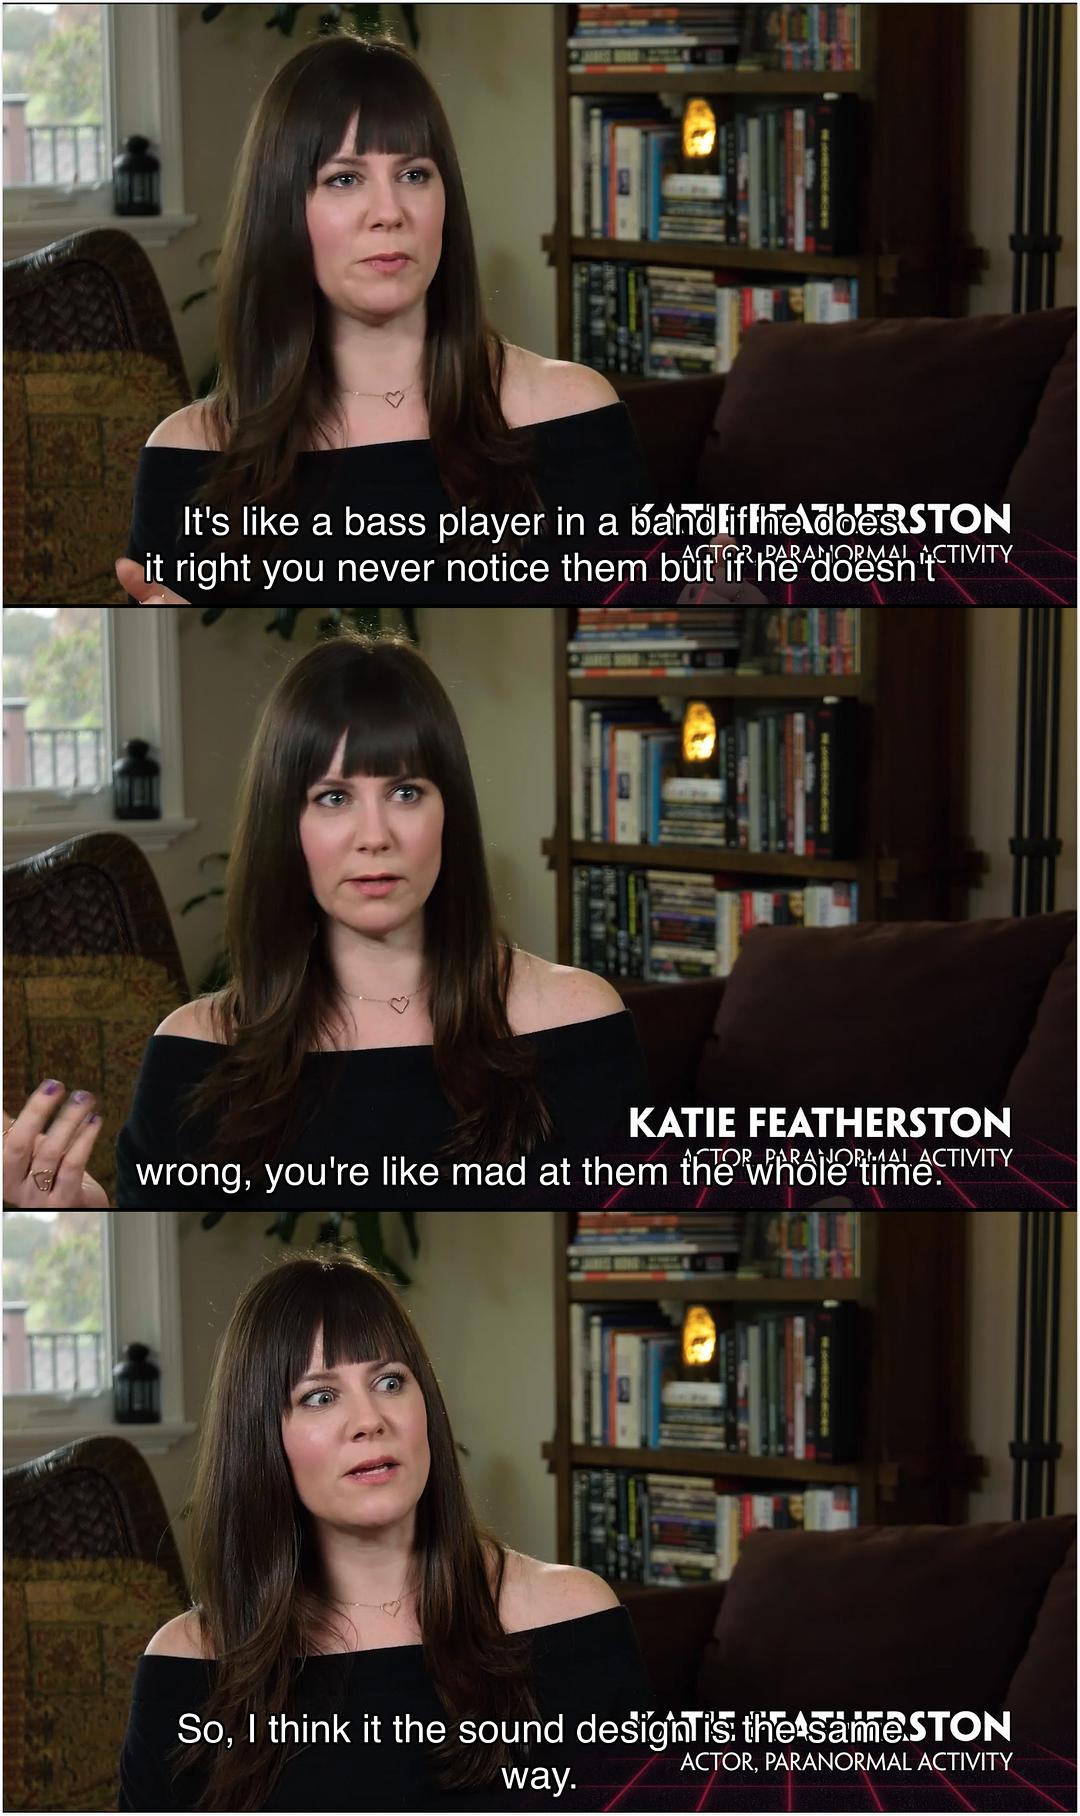 KATIE FEATHERSTON
It's like a bass player in a band if he does
ACTOR, PARANORMAL ACTIVITY
it right you never notice them but if he doesn't
KATIE FEATHERSTON
ACTOR, PARANORMAL ACTIVITY
wrong, you're like mad at them the whole time.
KATIE FEATHERSTON
So, I think it the sound design is the same
ACTOR, PARANORMAL ACTIVITY
way.